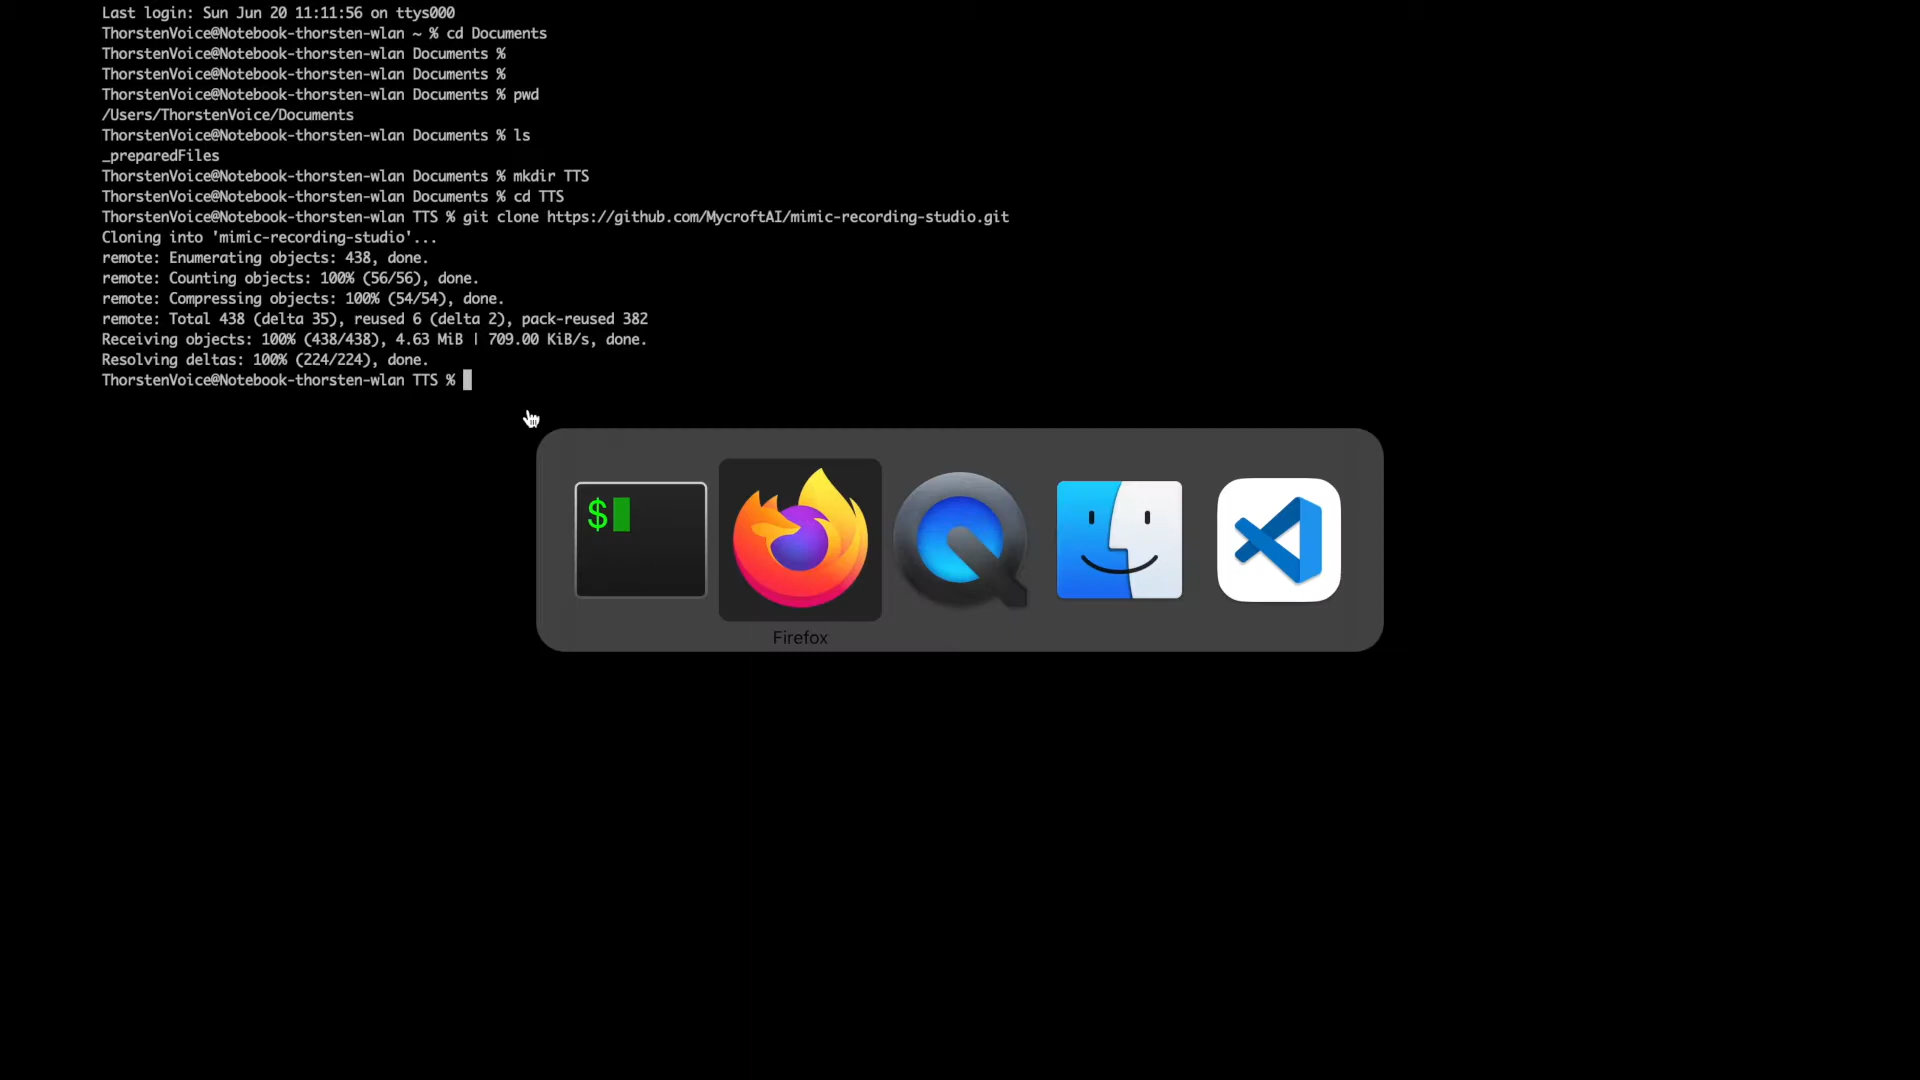 Last login: Sun Jun 20 11:11:56 on ttys000
ThorstenVoice@Notebook-thorsten-wlan ~ % cd Documents
ThorstenVoice@Notebook-thorsten-wlan Documents %
ThorstenVoice@Notebook-thorsten-wlan Documents %
ThorstenVoice@Notebook-thorsten-wlan Documents % pwd
/Users/ThorstenVoice/Documents
ThorstenVoice@Notebook-thorsten-wlan Documents % ls
_preparedFiles
ThorstenVoice@Notebook-thorsten-wlan Documents % mkdir TTS
ThorstenVoice@Notebook-thorsten-wlan Documents % cd TTS
ThorstenVoice@Notebook-thorsten-wlan TTS % git clone https://github.com/MycroftAI/mimic-recording-studio.git
Cloning into 'mimic-recording-studio'...
remote: Enumerating objects: 438, done.
remote: Counting objects: 100% (56/56), done.
remote: Compressing objects: 100% (54/54), done.
remote: Total 438 (delta 35), reused 6 (delta 2), pack-reused 382
Receiving objects: 100% (438/438), 4.63 MiB | 709.00 KiB/s, done.
Resolving deltas: 100% (224/224), done.
ThorstenVoice@Notebook-thorsten-wlan TTS %
$
Firefox